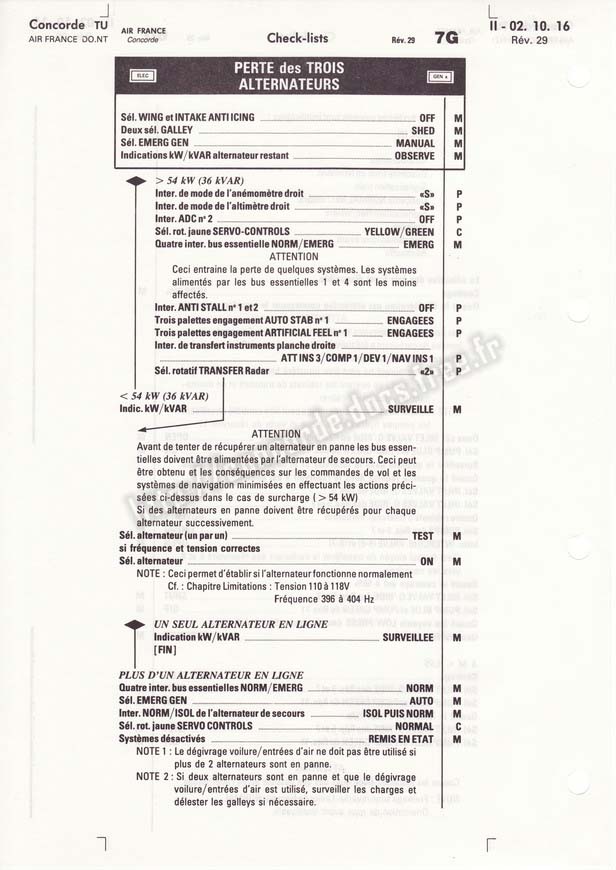 Concorde TU
AIR FRANCE DO.NT
AIR FRANCE
Concorde
Check-lists
Rév. 29
7G
II - 02. 10. 16
Rév. 29
ELEC
PERTE des TROIS
ALTERNATEURS
GEN x
Sél. WING et INTAKE ANTI ICING OFF M
Deux sél. GALLEY SHED M
Sél. EMERG GEN MANUAL M
Indications kW/kVAR alternateur restant OBSERVE M
> 54 kW (36 kVAR)
Inter. de mode de l'anémomètre droit «S» P
Inter. de mode de l'altimètre droit «S» P
Inter. ADC n° 2 OFF P
Sél. rot. jaune SERVO-CONTROLS YELLOW/GREEN C
Quatre inter. bus essentielle NORM/EMERG EMERG M
ATTENTION
Ceci entraine la perte de quelques systèmes. Les systèmes
alimentés par les bus essentielles 1 et 4 sont les moins
affectés.
Inter. ANTI STALL n° 1 et 2 OFF P
Trois palettes engagement AUTO STAB n° 1 ENGAGEES P
Trois palettes engagement ARTIFICIAL FEEL n° 1 ENGAGEES P
Inter. de transfert instruments planche droite
ATT INS 3/COMP 1/DEV 1/NAV INS 1 P
Sél. rotatif TRANSFER Radar «2» P
< 54 kW (36 kVAR)
Indic. kW/kVAR SURVEILLE M
ATTENTION
Avant de tenter de récupérer un alternateur en panne les bus essen-
tielles doivent être alimentées par l'alternateur de secours. Ceci peut
être obtenu et les conséquences sur les commandes de vol et les
systèmes de navigation minimisées en effectuant les actions préci-
sées ci-dessus dans le cas de surcharge ( > 54 kW)
Si des alternateurs en panne doivent être récupérés pour chaque
alternateur successivement.
Sél. alternateur (un par un) TEST M
si fréquence et tension correctes
Sél. alternateur ON M
NOTE : Ceci permet d'établir si l'alternateur fonctionne normalement
Cf. : Chapitre Limitations : Tension 110 à 118V
Fréquence 396 à 404 Hz
UN SEUL ALTERNATEUR EN LIGNE
Indication kW/kVAR SURVEILLEE M
[FIN]
PLUS D'UN ALTERNATEUR EN LIGNE
Quatre inter. bus essentielles NORM/EMERG NORM M
Sél. EMERG GEN AUTO M
Inter. NORM/ISOL de l'alternateur de secours ISOL PUIS NORM M
Sél. rot. jaune SERVO CONTROLS NORMAL C
Systèmes désactivés REMIS EN ETAT M
NOTE 1 : Le dégivrage voilure/entrées d'air ne doit pas être utilisé si
plus de 2 alternateurs sont en panne.
NOTE 2 : Si deux alternateurs sont en panne et que le dégivrage
voilure/entrées d'air est utilisé, surveiller les charges et
délester les galleys si nécessaire.